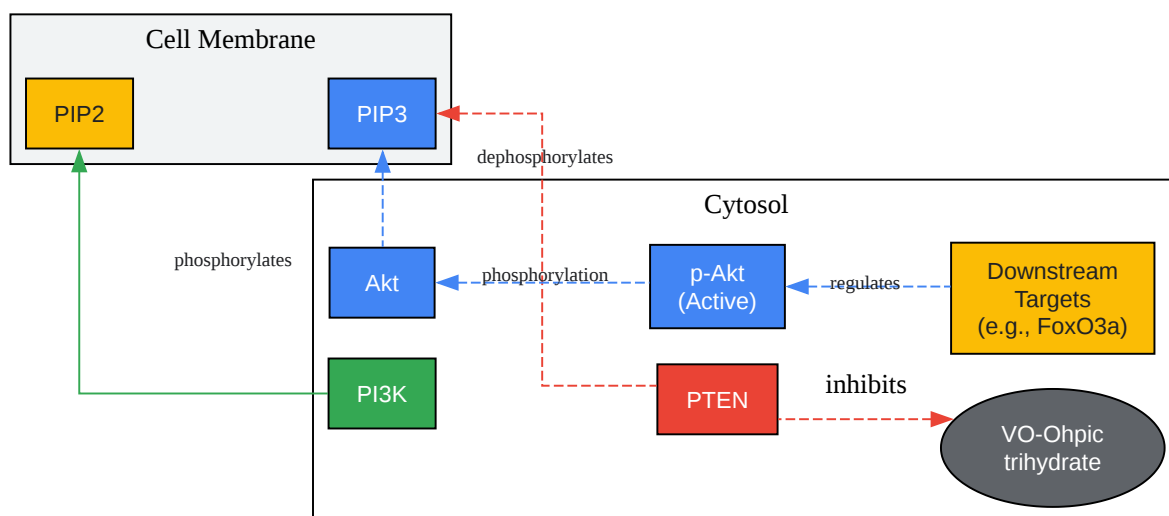 Cell Membrane
PIP2
PIP3
dephosphorylates
Cytosol
phosphorylates
Akt
phosphorylation
p-Akt
(Active)
regulates
Downstream
Targets
(e.g., FoxO3a)
PI3K
PTEN
inhibits
VO-Ohpic
trihydrate